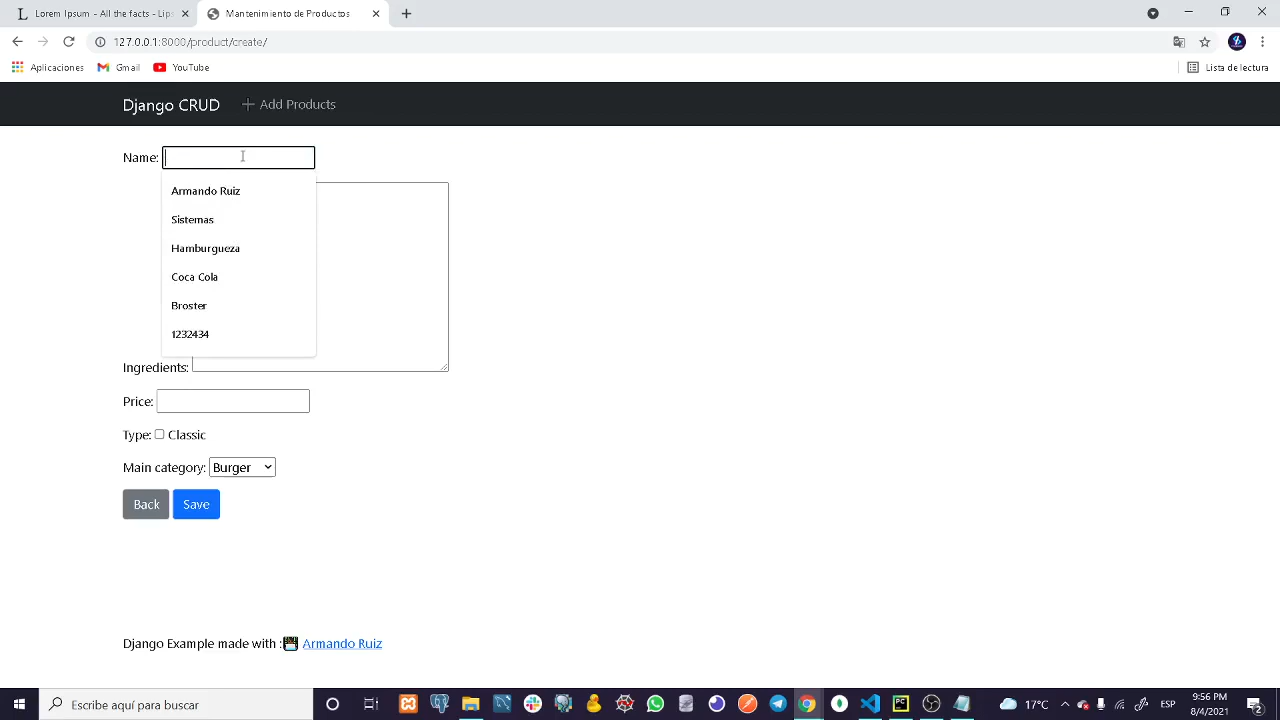 Lorem Ipsum - All the facts - Lips
Mantenimiento de Productos
127.0.0.1:8000/product/create/
Aplicaciones
Gmail
YouTube
Lista de lectura
Django CRUD
Add Products
Name:
Armando Ruiz
Sistemas
Hamburgueza
Coca Cola
Broster
1232434
Ingredients:
Price:
Type: Classic
Main category: Burger
Back Save
Django Example made with : Armando Ruiz
Escribe aquí para buscar
PC
17°C
ESP
9:56 PM
8/4/2021
2